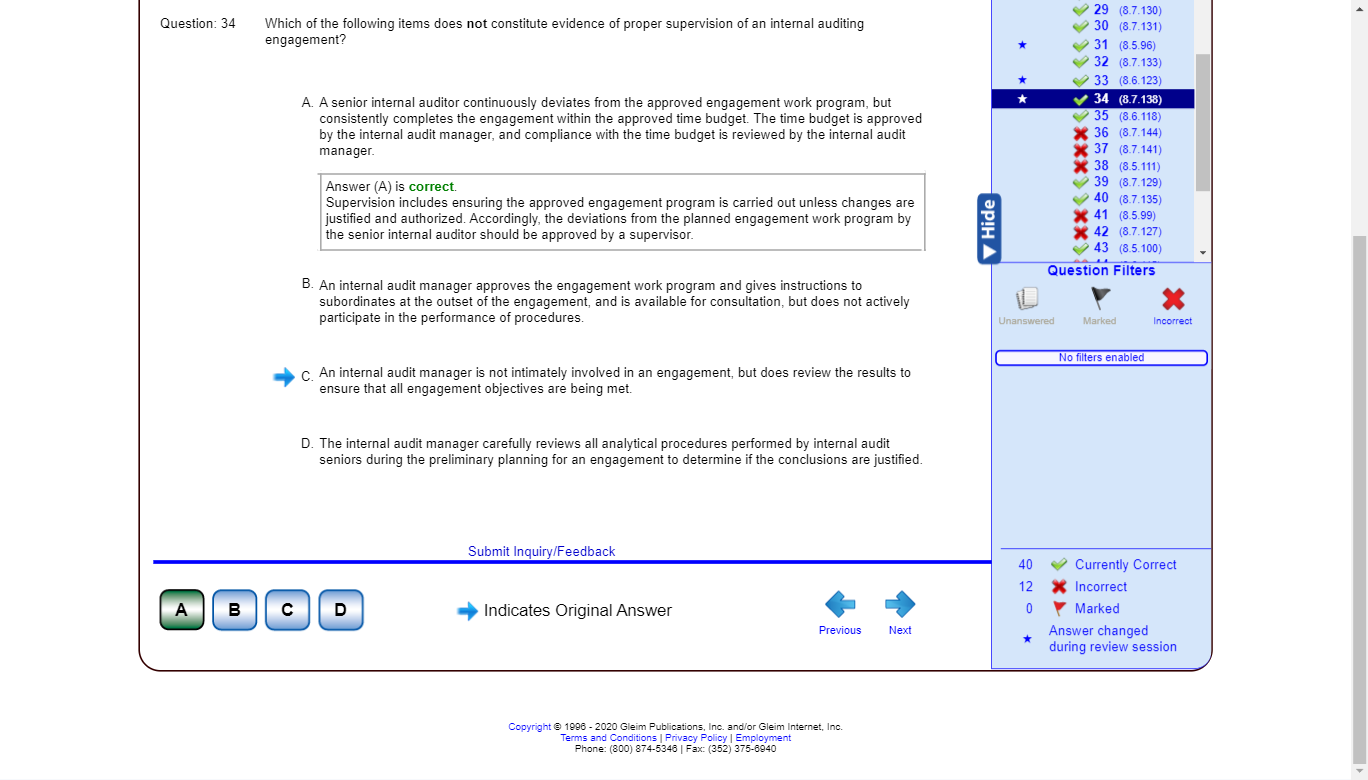 Question: 34
Which of the following items does not constitute evidence of proper supervision of an internal auditing
engagement?
A. A senior internal auditor continuously deviates from the approved engagement work program, but
consistently completes the engagement within the approved time budget. The time budget is approved
by the internal audit manager, and compliance with the time budget is reviewed by the internal audit
manager.
Answer (A) is correct.
Supervision includes ensuring the approved engagement program is carried out unless changes are
justified and authorized. Accordingly, the deviations from the planned engagement work program by
the senior internal auditor should be approved by a supervisor.
B. An internal audit manager approves the engagement work program and gives instructions to
subordinates at the outset of the engagement, and is available for consultation, but does not actively
participate in the performance of procedures.
C. An internal audit manager is not intimately involved in an engagement, but does review the results to
ensure that all engagement objectives are being met.
D. The internal audit manager carefully reviews all analytical procedures performed by internal audit
seniors during the preliminary planning for an engagement to determine if the conclusions are justified.
Submit Inquiry/Feedback
A B C D
Indicates Original Answer
Previous Next
Hide
29 (8.7.130)
30 (8.7.131)
31 (8.5.96)
32 (8.7.133)
33 (8.6.123)
34 (8.7.138)
35 (8.6.118)
36 (8.7.144)
37 (8.7.141)
38 (8.5.111)
39 (8.7.129)
40 (8.7.135)
41 (8.5.99)
42 (8.7.127)
43 (8.5.100)
Question Filters
Unanswered Marked Incorrect
No filters enabled
40 Currently Correct
12 Incorrect
0 Marked
Answer changed
during review session
Copyright © 1996 - 2020 Gleim Publications, Inc. and/or Gleim Internet, Inc.
Terms and Conditions | Privacy Policy | Employment
Phone: (800) 874-5346 | Fax: (352) 375-6940